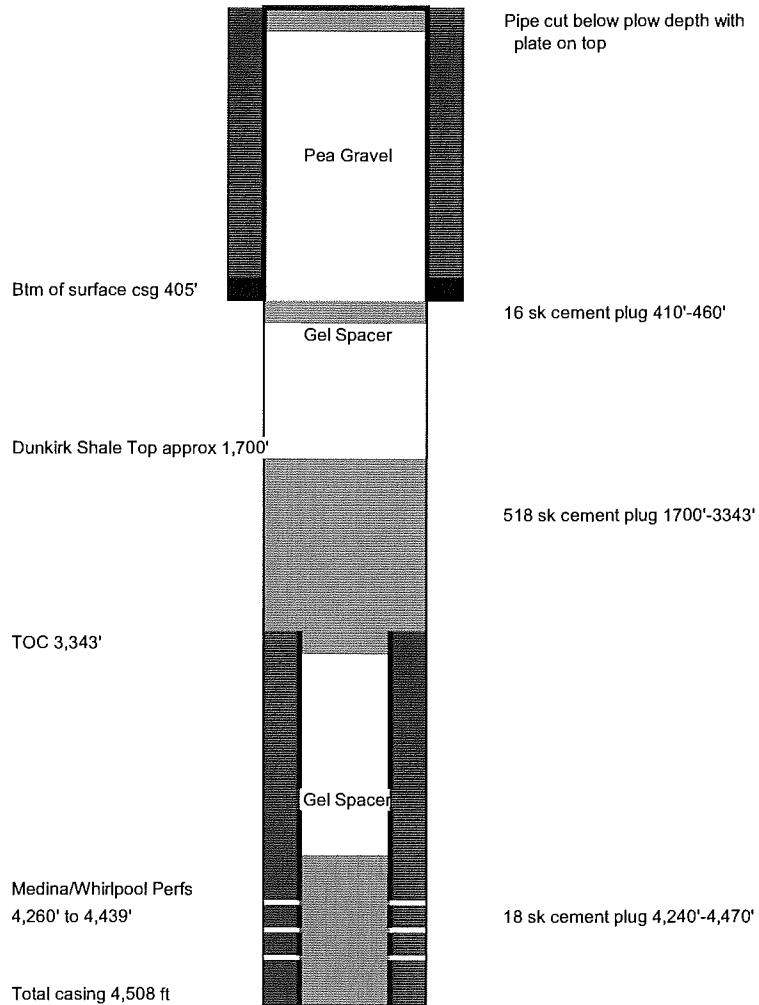 Pipe cut below plow depth with
plate on top
Pea Gravel
Btm of surface csg 405'
16 sk cement plug 410'-460'
Gel Spacer
Dunkirk Shale Top approx 1,700'
518 sk cement plug 1700'-3343'
TOC 3,343'
Gel Spacer
Medina/Whirlpool Perfs
4,260' to 4,439'
18 sk cement plug 4,240'-4,470'
Total casing 4,508 ft